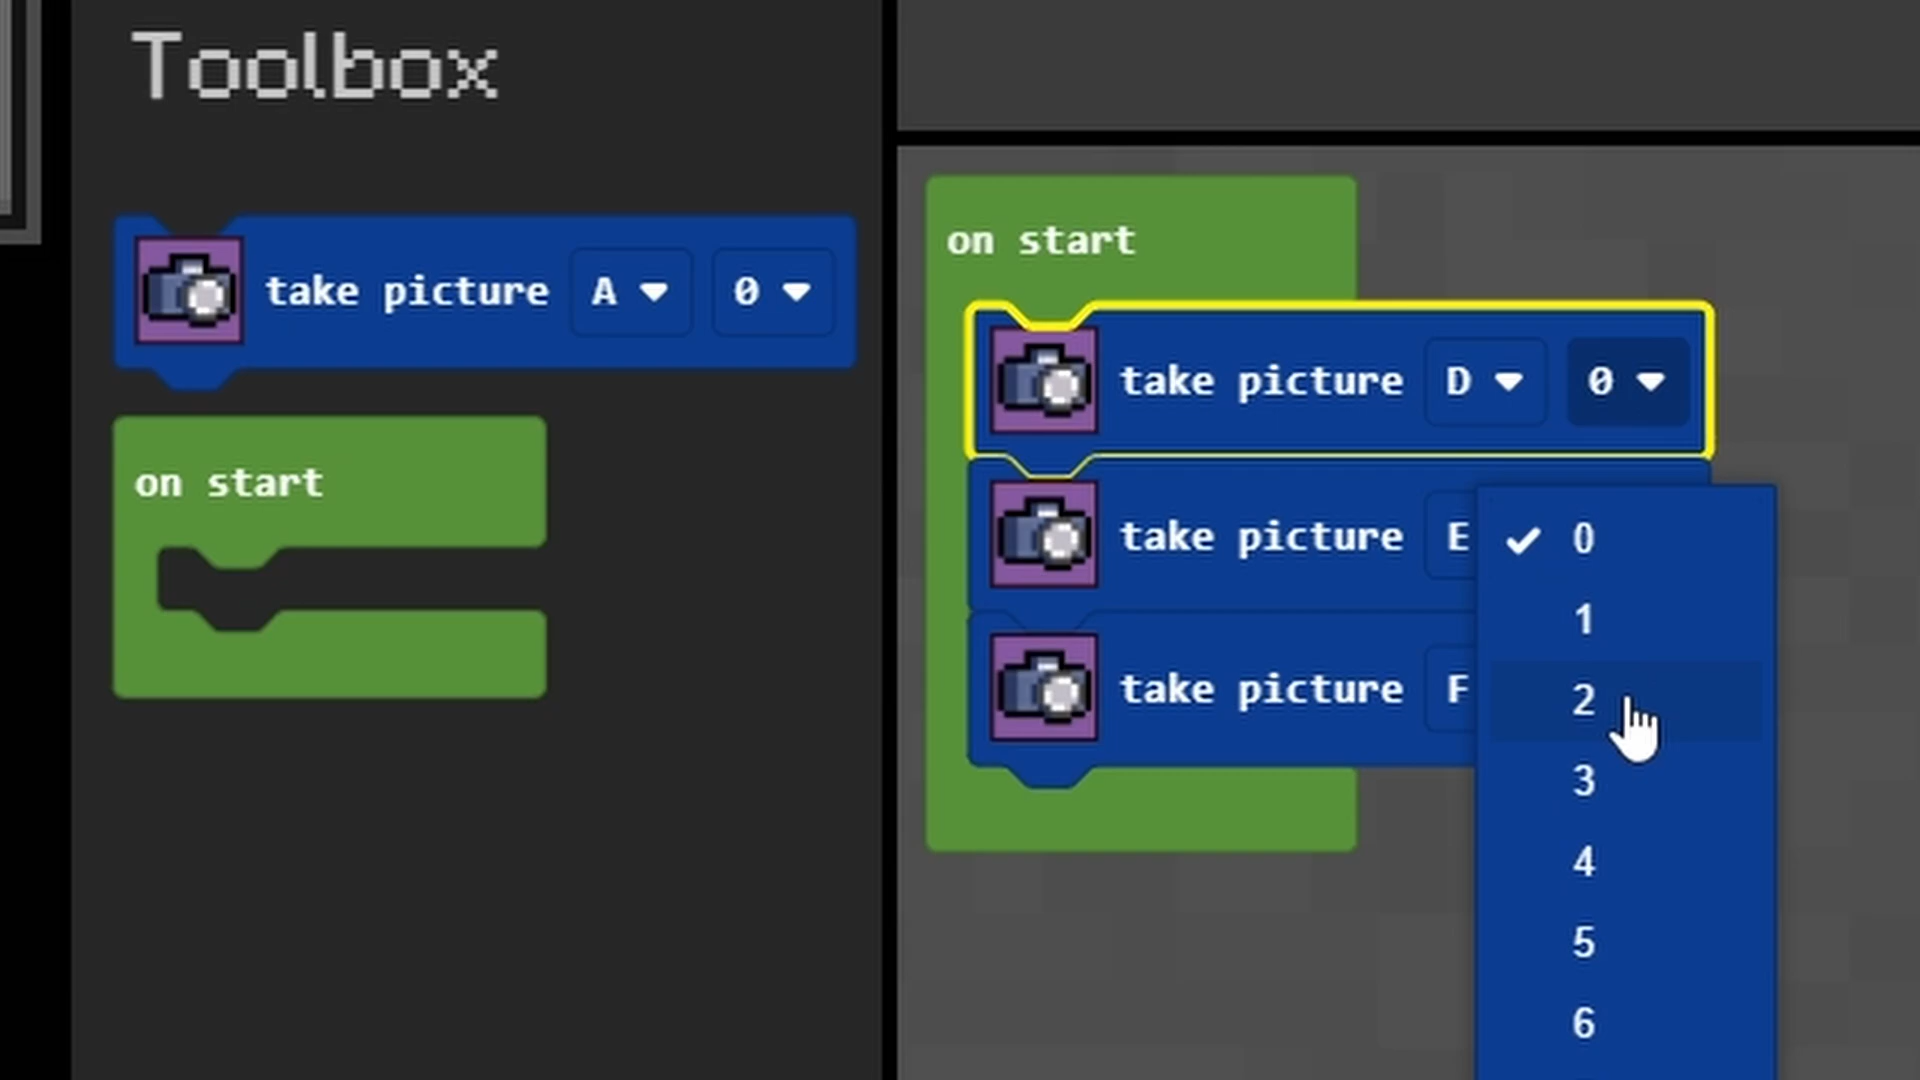 Toolbox
take picture A 0
on start
on start
take picture D 0
take picture E
take picture F
0
1
2
3
4
5
6